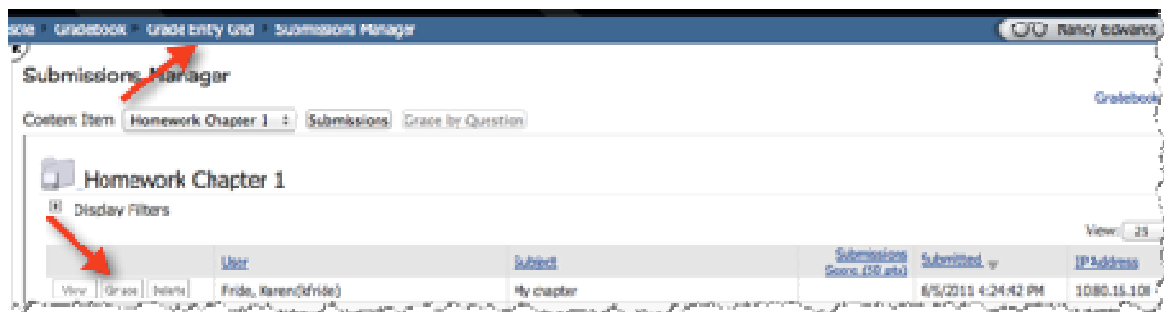 Gradebook Grade Entry Grid Submissions Manager Nancy Edwards
Submissions Manager
Gradebook
Content Item Homework Chapter 1 Submissions Grade by Question
Homework Chapter 1
Display Filters
View: 25
User Subject Submissions Score (50 pts) Submitted IP Address
View Grade Delete Fride, Karen(kfride) My chapter 6/5/2011 4:24:42 PM